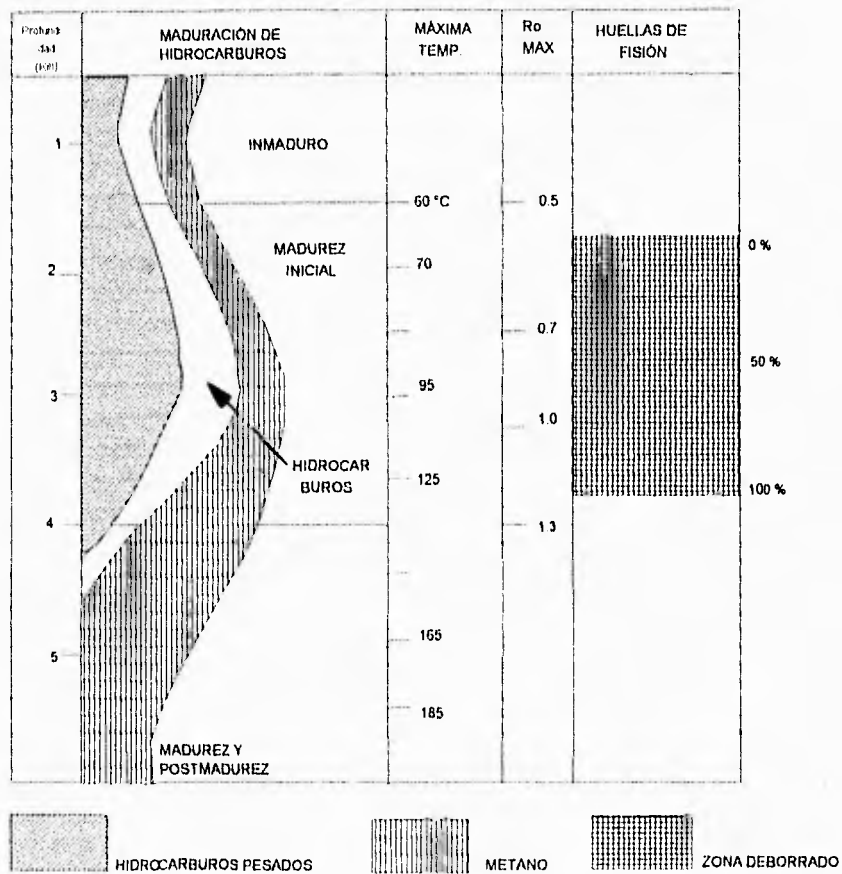 Profundi
dad
(Km)
MADURACIÓN DE
HIDROCARBUROS
MÁXIMA
TEMP.
Ro
MAX
HUELLAS DE
FISIÓN
1
INMADURO
60 °C
0.5
MADUREZ
INICIAL
0 %
2
70
0.7
50 %
3
95
1.0
HIDROCAR
BUROS
125
100 %
4
1.3
5
165
185
MADUREZ Y
POSTMADUREZ
HIDROCARBUROS PESADOS
METANO
ZONA DEBORRADO